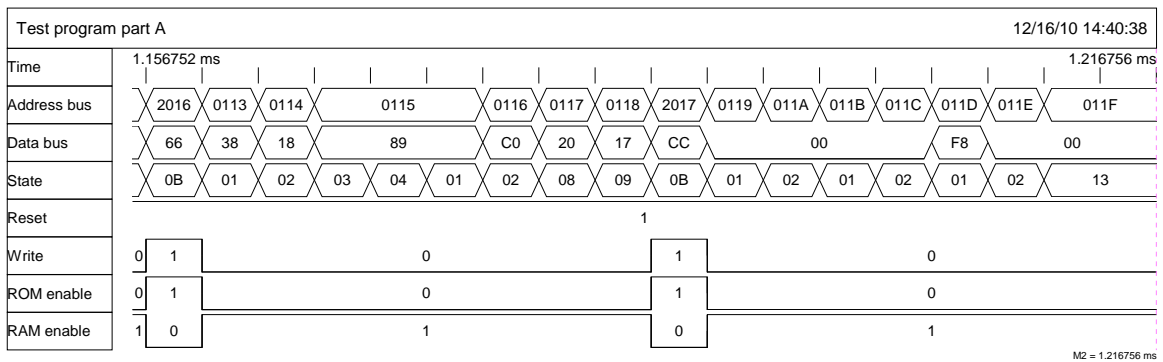 Test program part A 12/16/10 14:40:38
Time 1.156752 ms 1.216756 ms
Address bus 2016 0113 0114 0115 0116 0117 0118 2017 0119 011A 011B 011C 011D 011E 011F
Data bus 66 38 18 89 C0 20 17 CC 00 F8 00
State 0B 01 02 03 04 01 02 08 09 0B 01 02 01 02 01 02 13
Reset 1
Write 0 1 0 1 0
ROM enable 0 1 0 1 0
RAM enable 1 0 1 0 1
M2 = 1.216756 ms